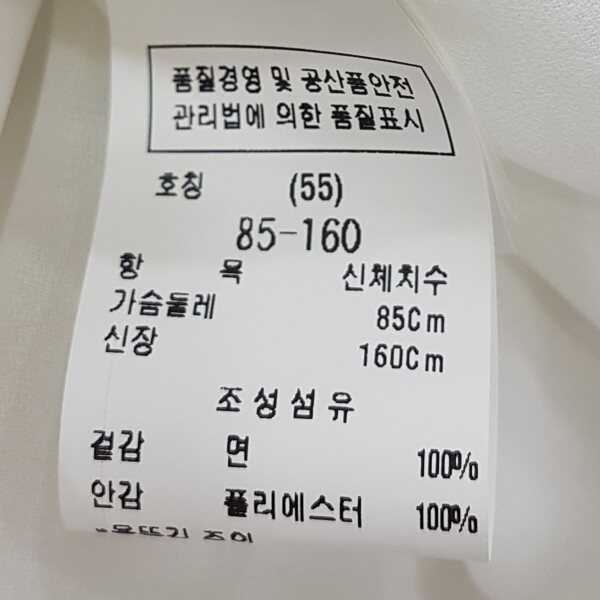 품질경영 및 공산품안전
관리법에 의한 품질표시
호칭 (55)
85-160
항 목 신체치수
가슴둘레 85Cm
신장 160Cm
조성섬유
겉감 면 100%
안감 폴리에스터 100%